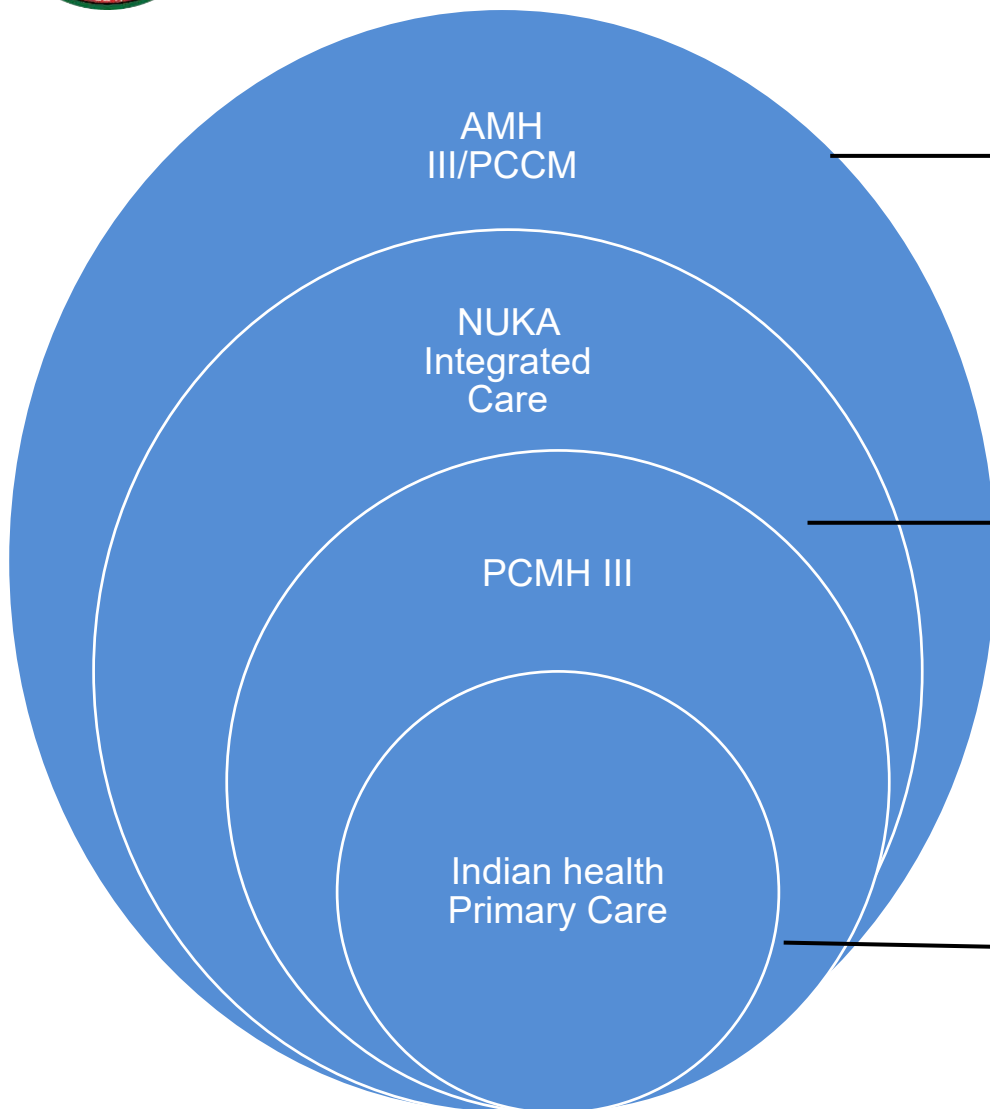 AMH
III/PCCM
NUKA
Integrated
Care
PCMH III
Indian health
Primary Care